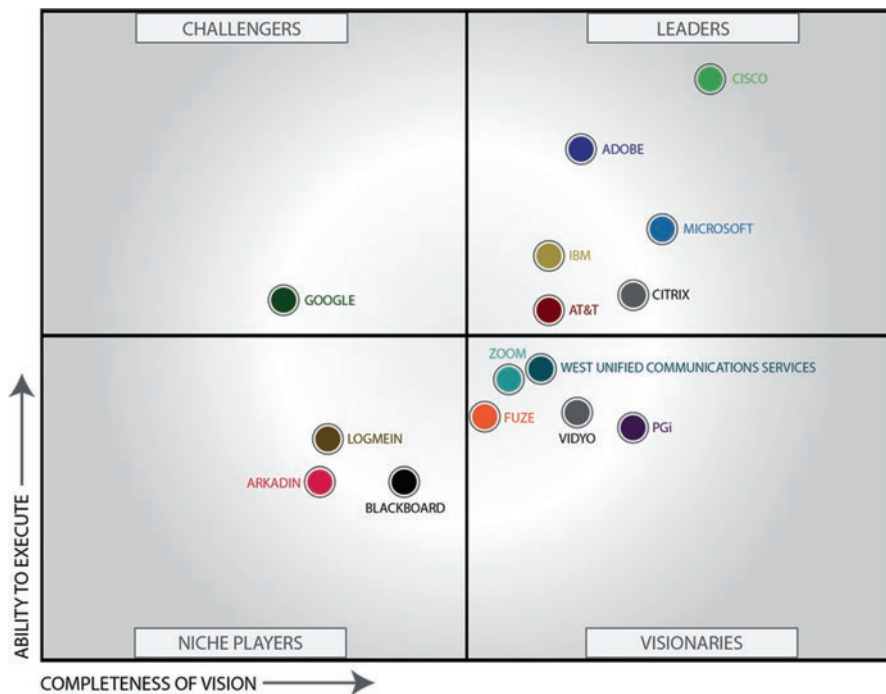 CHALLENGERS
LEADERS
CISCO
ADOBE
MICROSOFT
IBM
CITRIX
GOOGLE
AT&T
ZOOM
WEST UNIFIED COMMUNICATIONS SERVICES
FUZE
VIDYO
PGi
LOGMEIN
ARKADIN
BLACKBOARD
ABILITY TO EXECUTE
NICHE PLAYERS
VISIONARIES
COMPLETENESS OF VISION